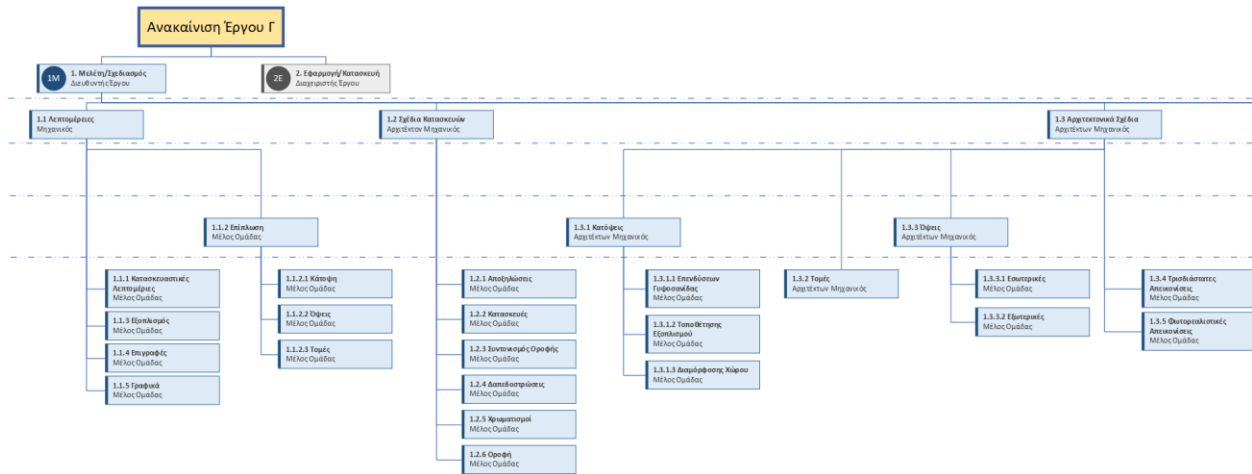 Ανακαίνιση Έργου Γ
1Μ
1. Μελέτη/Σχεδιασμός
Διευθυντής Έργου
2Ε
2. Εφαρμογή/Κατασκευή
Διαχειριστής Έργου
1.1 Λεπτομέρειες
Μηχανικός
1.2 Σχέδια Κατασκευών
Αρχιτέκτον Μηχανικός
1.3 Αρχιτεκτονικά Σχέδια
Αρχιτέκτων Μηχανικός
1.1.2 Επίπλωση
Μέλος Ομάδας
1.3.1 Κατόψεις
Αρχιτέκτων Μηχανικός
1.3.3 Όψεις
Αρχιτέκτων Μηχανικός
1.1.1 Κατασκευαστικές
Λεπτομέριες
Μέλος Ομάδας
1.1.3 Εξοπλισμός
Μέλος Ομάδας
1.1.4 Επιγραφές
Μέλος Ομάδας
1.1.5 Γραφικά
Μέλος Ομάδας
1.1.2.1 Κάτοψη
Μέλος Ομάδας
1.1.2.2 Όψεις
Μέλος Ομάδας
1.1.2.3 Τομές
Μέλος Ομάδας
1.2.1 Αποξηλώσεις
Μέλος Ομάδας
1.2.2 Κατασκευές
Μέλος Ομάδας
1.2.3 Συντονισμός Οροφής
Μέλος Ομάδας
1.2.4 Δαπεδοστρώσεις
Μέλος Ομάδας
1.2.5 Χρωματισμοί
Μέλος Ομάδας
1.2.6 Οροφή
Μέλος Ομάδας
1.3.1.1 Επενδύσεων
Γυψοσανίδας
Μέλος Ομάδας
1.3.1.2 Τοποθέτησης
Εξοπλισμού
Μέλος Ομάδας
1.3.1.3 Διαμόρφοσης Χώρου
Μέλος Ομάδας
1.3.2 Τομές
Αρχιτέκτων Μηχανικός
1.3.3.1 Εσωτερικές
Μέλος Ομάδας
1.3.3.2 Εξωτερικές
Μέλος Ομάδας
1.3.4 Τρισδιάστατες
Απεικονίσεις
Μέλος Ομάδας
1.3.5 Φωτορεαλιστικές
Απεικονίσεις
Μέλος Ομάδας